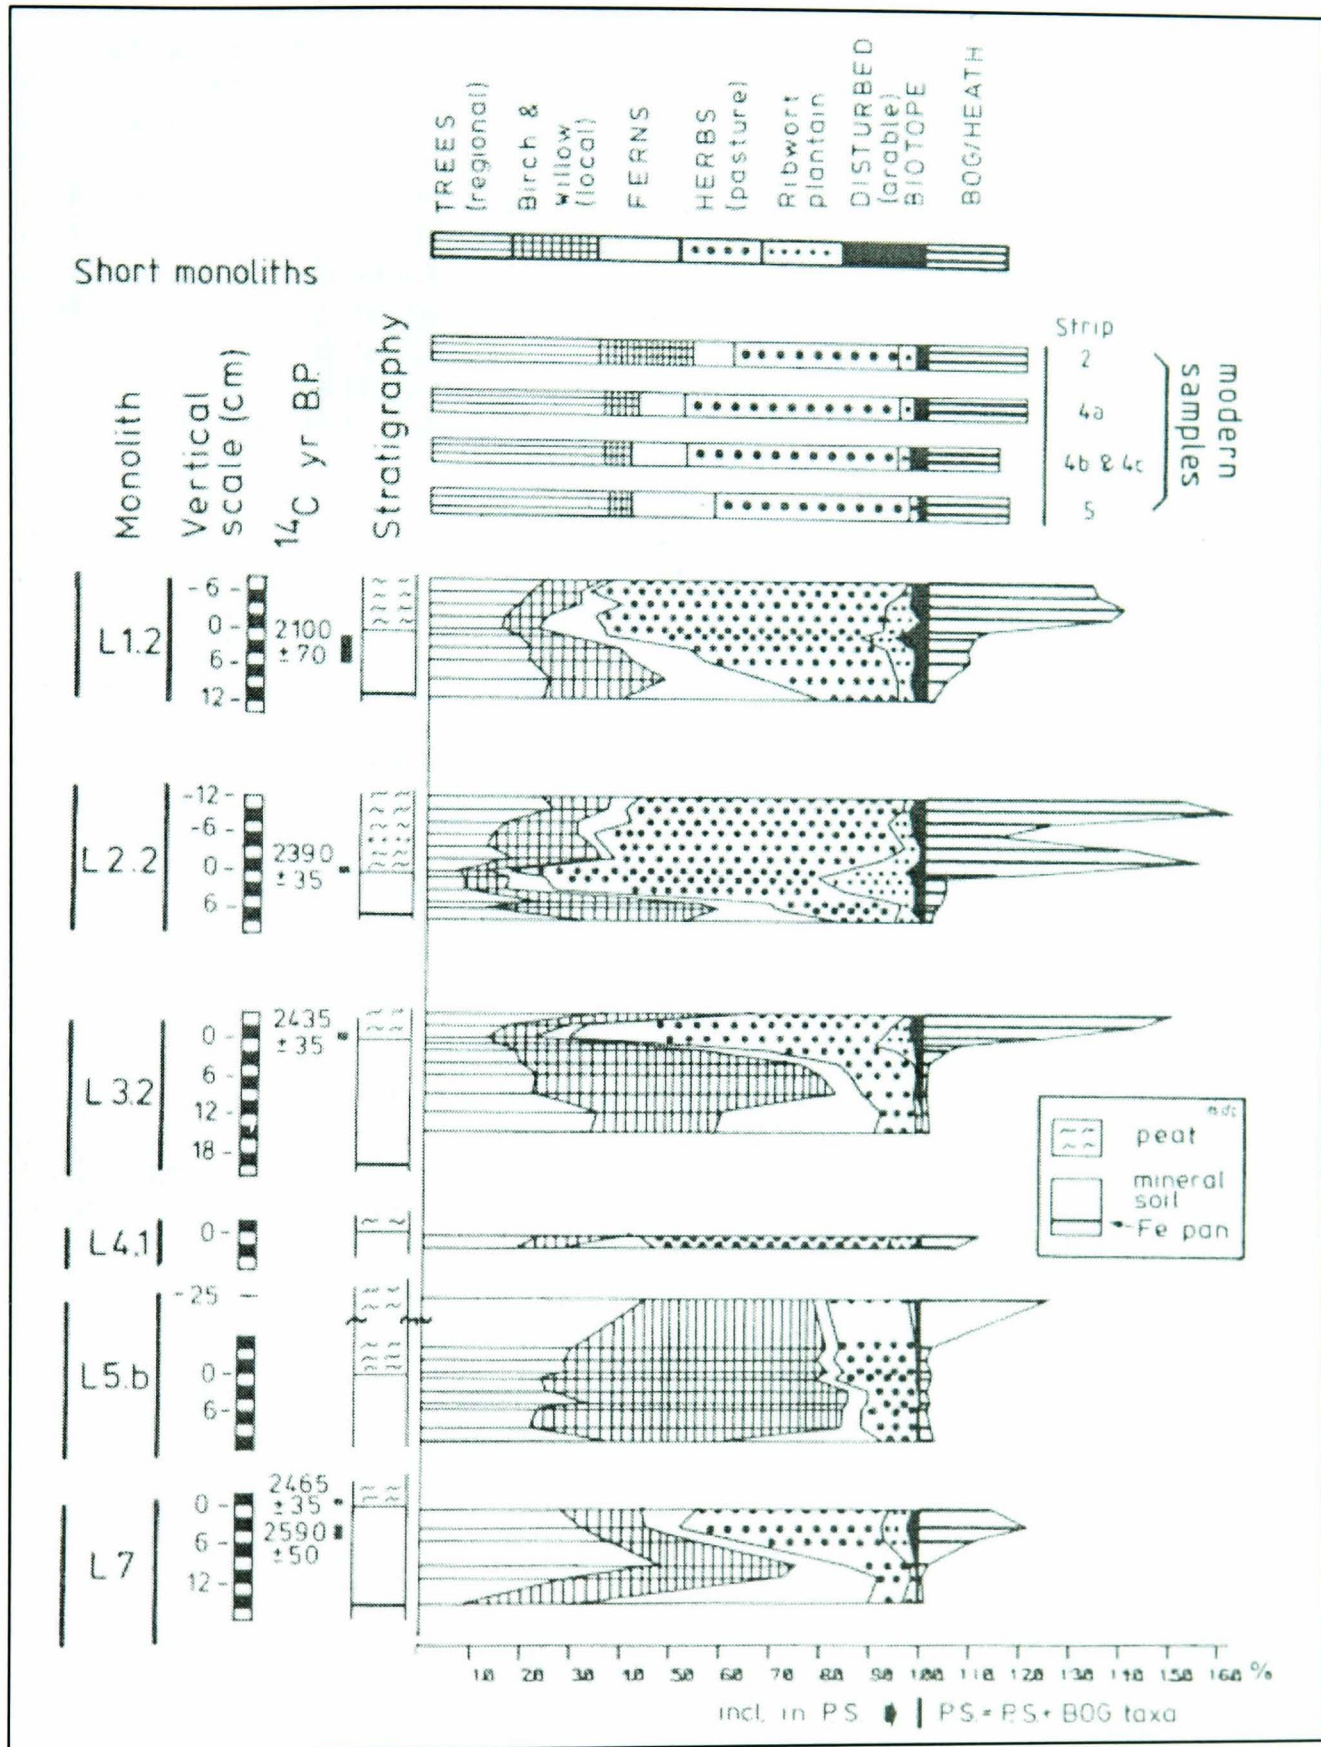 TREES
(regional)
Birch &
Willow
(local)
FERNS
HERBS
(pasture)
Ribwort
plantain
DISTURBED
(arable)
BIOTOPE
BOG/HEATH
Short monoliths
Monolith
Vertical
scale (cm)
14C yr B.P.
Stratigraphy
Strip
2
4a
4b & 4c
5
modern
samples
L1.2
-6
0
6
12
2100
±70
L2.2
-12
-6
0
6
2390
±35
L3.2
0
6
12
18
2435
±35
L4.1
0
L5.b
-25
0
6
L7
0
6
12
2465
±35
2590
±50
peat
mineral
soil
Fe pan
10 20 30 40 50 60 70 80 90 100 110 120 130 140 150 160 %
incl. in P.S. | P.S. = P.S. + BOG taxa